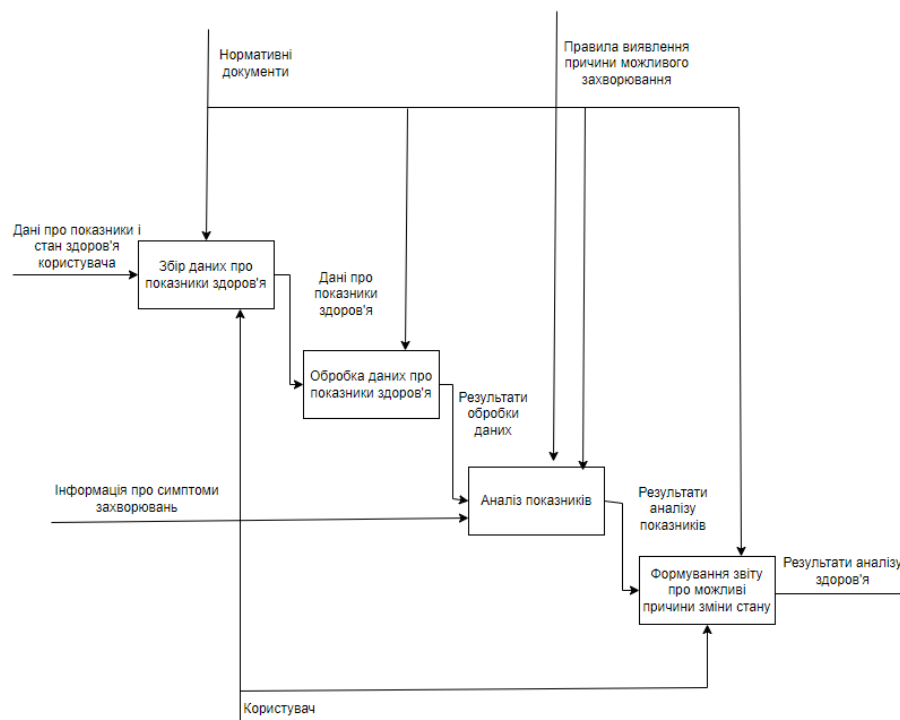 Нормативні
документи
Правила виявлення
причини можливого
захворювання
Дані про показники і
стан здоров'я
користувача
Збір даних про
показники здоров'я
Дані про
показники
здоров'я
Обробка даних про
показники здоров'я
Результати
обробки
даних
Інформація про симптоми
захворювань
Аналіз показників
Результати
аналізу
показників
Формування звіту
про можливі
причини зміни стану
Результати аналізу
здоров'я
Користувач